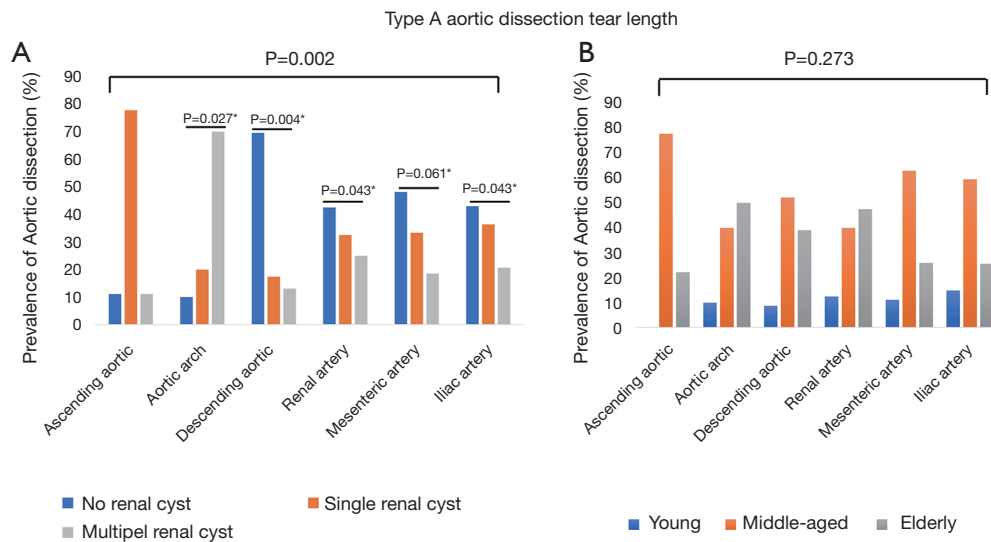 Type A aortic dissection tear length
A
P=0.002
Prevalence of Aortic dissection (%)
90
80
70
60
50
40
30
20
10
0
P=0.027*
P=0.004*
P=0.043*
P=0.061*
P=0.043*
Ascending aortic
Aortic arch
Descending aortic
Renal artery
Mesenteric artery
Iliac artery
No renal cyst
Single renal cyst
Multipel renal cyst
B
P=0.273
Prevalence of Aortic dissection (%)
90
80
70
60
50
40
30
20
10
0
Ascending aortic
Aortic arch
Descending aortic
Renal artery
Mesenteric artery
Iliac artery
Young
Middle-aged
Elderly